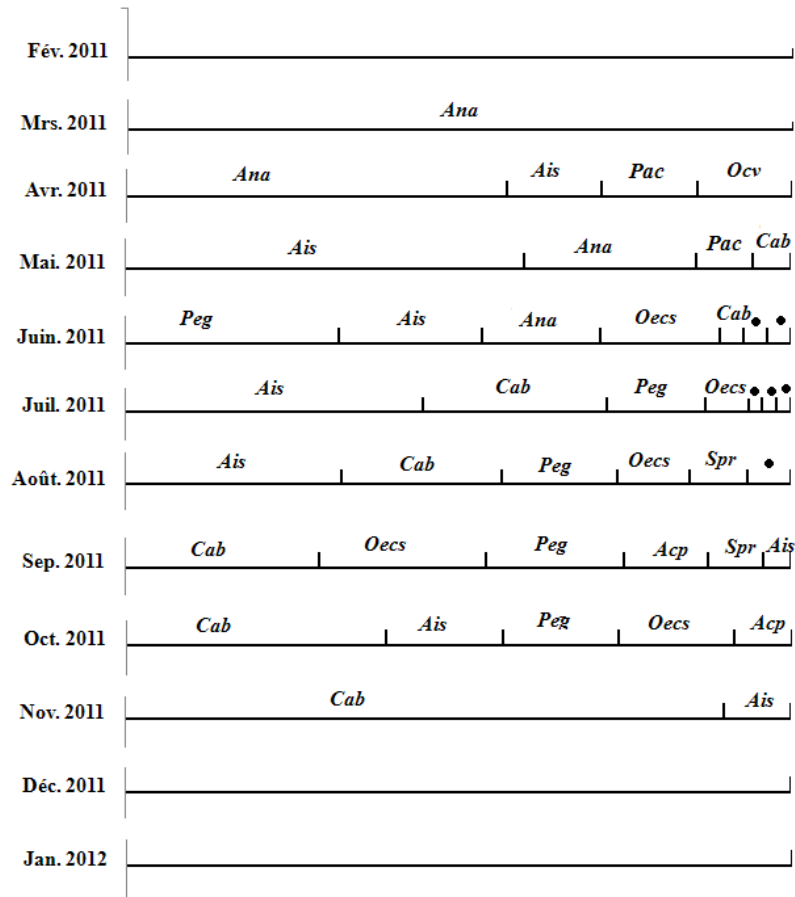 Fév. 2011
Mrs. 2011 Ana
Avr. 2011 Ana Ais Pac Ocv
Mai. 2011 Ais Ana Pac Cab
Juin. 2011 Peg Ais Ana Oecs Cab
Juil. 2011 Ais Cab Peg Oecs
Août. 2011 Ais Cab Peg Oecs Spr
Sep. 2011 Cab Oecs Peg Acp Spr Ais
Oct. 2011 Cab Ais Peg Oecs Acp
Nov. 2011 Cab Ais
Déc. 2011
Jan. 2012